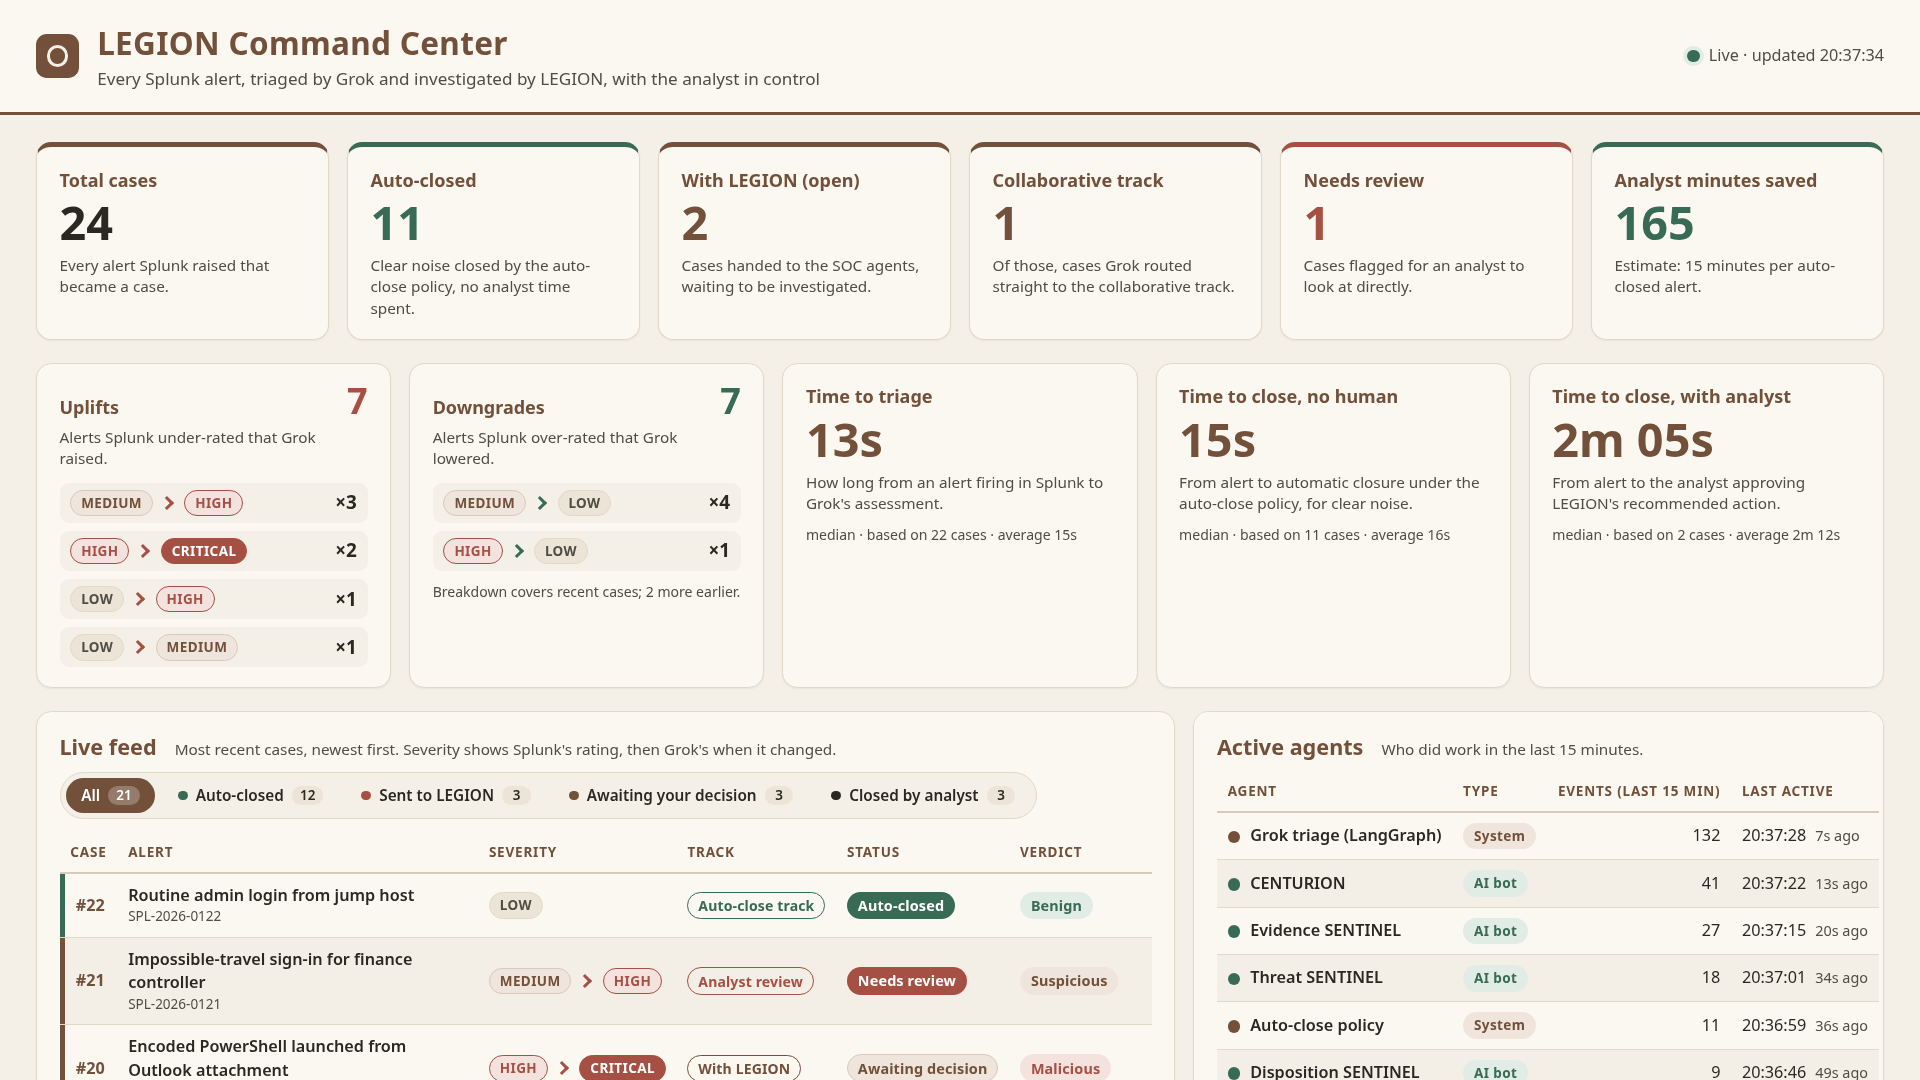 LEGION Command Center
Every Splunk alert, triaged by Grok and investigated by LEGION, with the analyst in control
Live · updated 20:37:34
Total cases
24
Every alert Splunk raised that
became a case.
Auto-closed
11
Clear noise closed by the auto-
close policy, no analyst time
spent.
With LEGION (open)
2
Cases handed to the SOC agents,
waiting to be investigated.
Collaborative track
1
Of those, cases Grok routed
straight to the collaborative track.
Needs review
1
Cases flagged for an analyst to
look at directly.
Analyst minutes saved
165
Estimate: 15 minutes per auto-
closed alert.
Uplifts 7
Alerts Splunk under-rated that Grok
raised.
MEDIUM HIGH ×3
HIGH CRITICAL ×2
LOW HIGH ×1
LOW MEDIUM ×1
Downgrades 7
Alerts Splunk over-rated that Grok
lowered.
MEDIUM LOW ×4
HIGH LOW ×1
Breakdown covers recent cases; 2 more earlier.
Time to triage
13s
How long from an alert firing in Splunk to
Grok's assessment.
median · based on 22 cases · average 15s
Time to close, no human
15s
From alert to automatic closure under the
auto-close policy, for clear noise.
median · based on 11 cases · average 16s
Time to close, with analyst
2m 05s
From alert to the analyst approving
LEGION's recommended action.
median · based on 2 cases · average 2m 12s
Live feed Most recent cases, newest first. Severity shows Splunk's rating, then Grok's when it changed.
All 21 Auto-closed 12 Sent to LEGION 3 Awaiting your decision 3 Closed by analyst 3
CASE ALERT SEVERITY TRACK STATUS VERDICT
#22 Routine admin login from jump host LOW Auto-close track Auto-closed Benign
SPL-2026-0122
Impossible-travel sign-in for finance
#21 controller MEDIUM HIGH Analyst review Needs review Suspicious
SPL-2026-0121
Encoded PowerShell launched from
#20 Outlook attachment HIGH CRITICAL With LEGION Awaiting decision Malicious
Active agents Who did work in the last 15 minutes.
AGENT TYPE EVENTS (LAST 15 MIN) LAST ACTIVE
Grok triage (LangGraph) System 132 20:37:28 7s ago
CENTURION AI bot 41 20:37:22 13s ago
Evidence SENTINEL AI bot 27 20:37:15 20s ago
Threat SENTINEL AI bot 18 20:37:01 34s ago
Auto-close policy System 11 20:36:59 36s ago
Disposition SENTINEL AI bot 9 20:36:46 49s ago